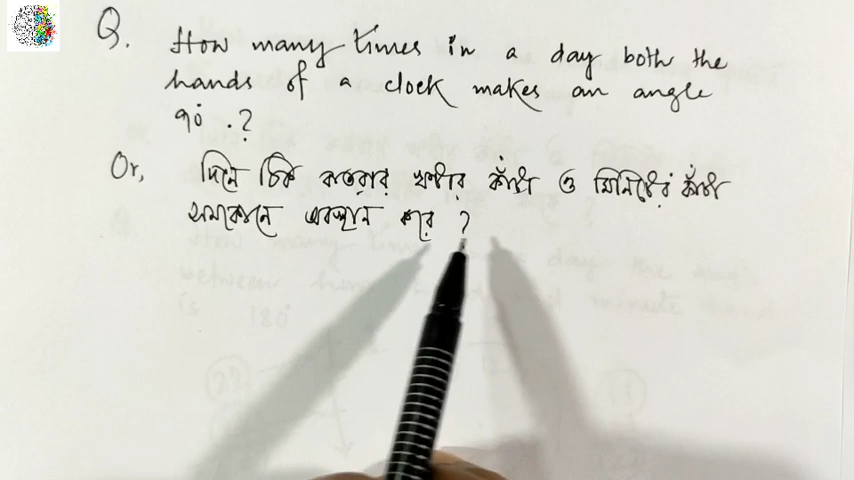 Q. How many times in a day both the
hands of a clock makes an angle
90° . ?
Or, দিনে ঠিক কতবার ঘণ্টার কাঁটা ও মিনিটের কাঁটা
সমকোনে অবস্থান করে ?